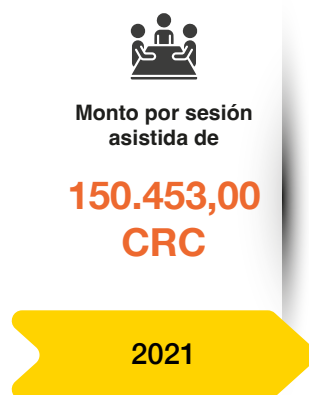 Monto por sesión
asistida de
150.453,00
CRC
2021